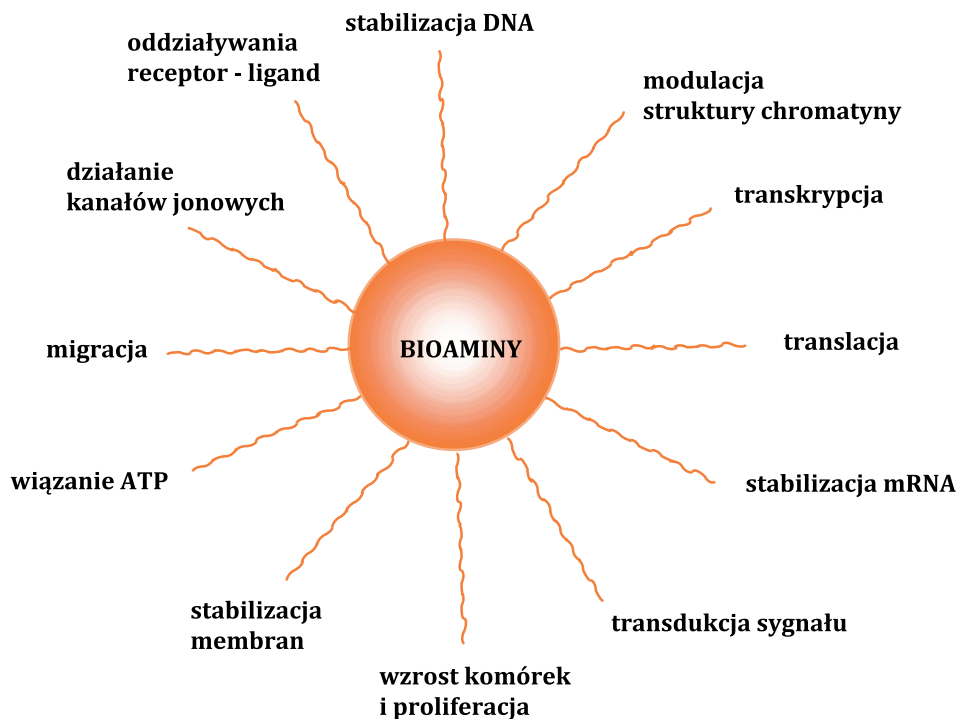 stabilizacja DNA
oddziaływania
receptor - ligand
modulacja
struktury chromatyny
działanie
kanałów jonowych
transkrypcja
migracja
BIOAMINY
translacja
wiązanie ATP
stabilizacja mRNA
stabilizacja
membran
transdukcja sygnału
wzrost komórek
i proliferacja